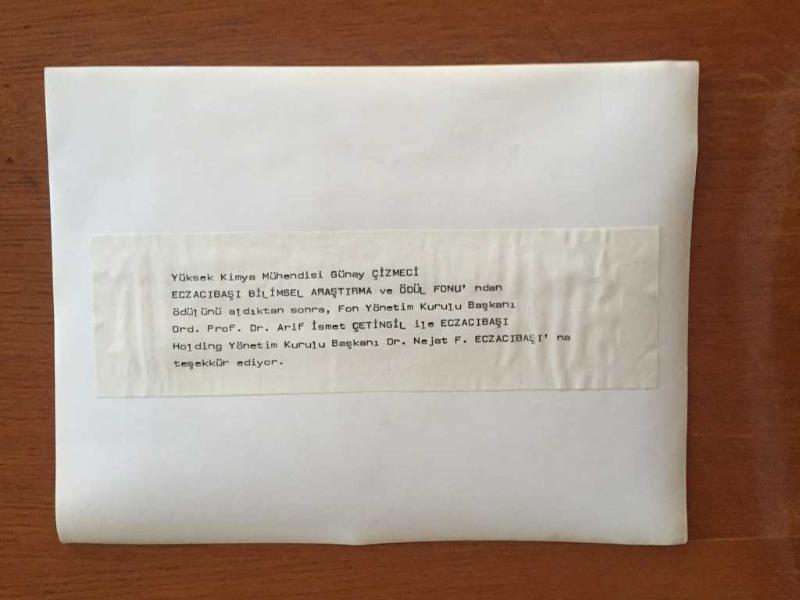 Yüksek Kimya Mühendisi Günay ÇİZMECİ
ECZACIBAŞI BİLİMSEL ARAŞTIRMA ve ÖDÜL FONU' ndan
ödülünü aldıktan sonra, Fon Yönetim Kurulu Başkanı
Ord. Prof. Dr. Arif İsmet ÇETİNGİL ile ECZACIBAŞI
Holding Yönetim Kurulu Başkanı Dr. Nejat F. ECZACIBAŞI' na
teşekkür ediyor.